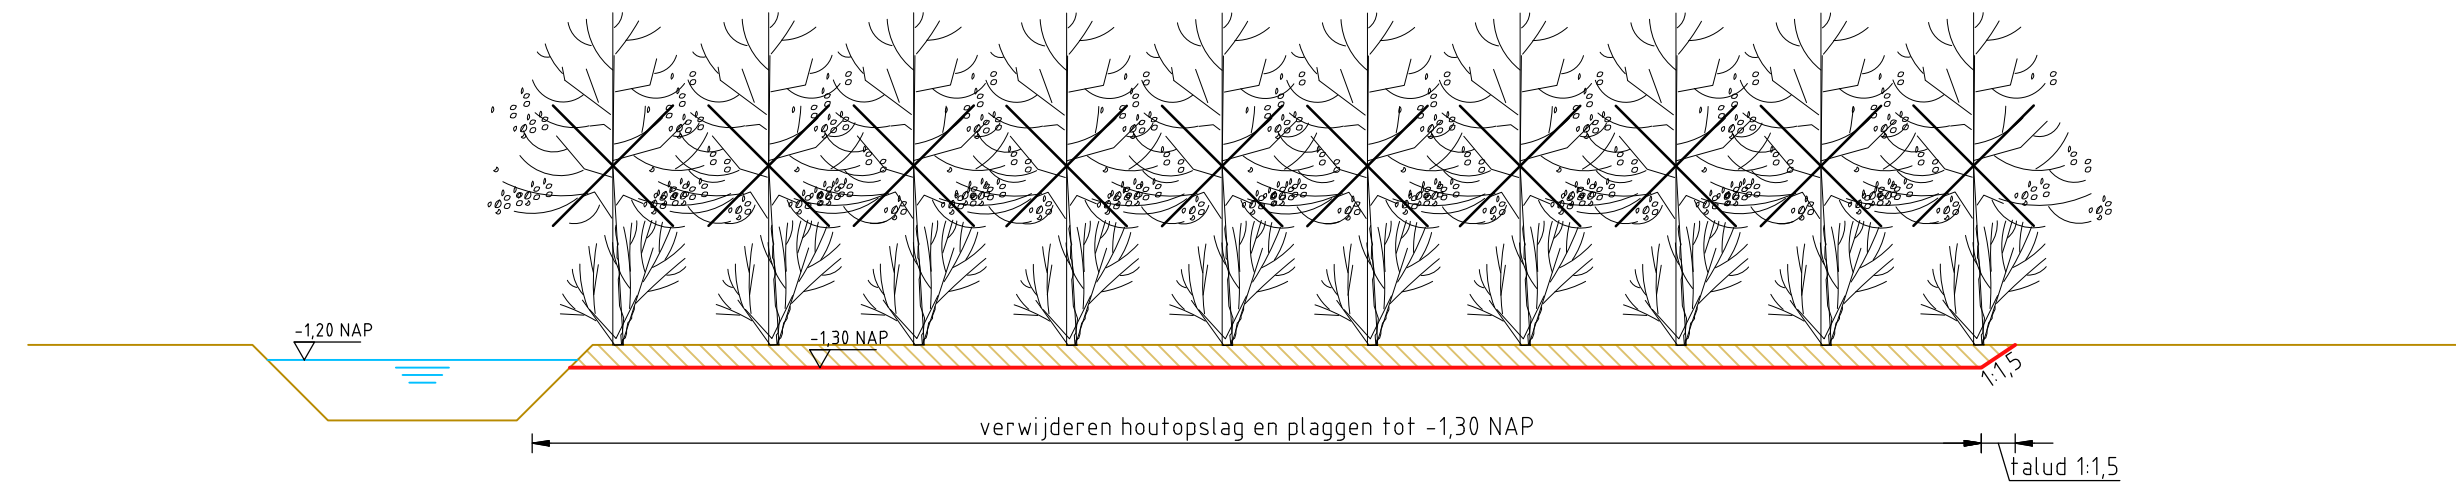 -1,20 NAP
-1,30 NAP
1:1,5
verwijderen houtopslag en plaggen tot -1,30 NAP
talud 1:1,5